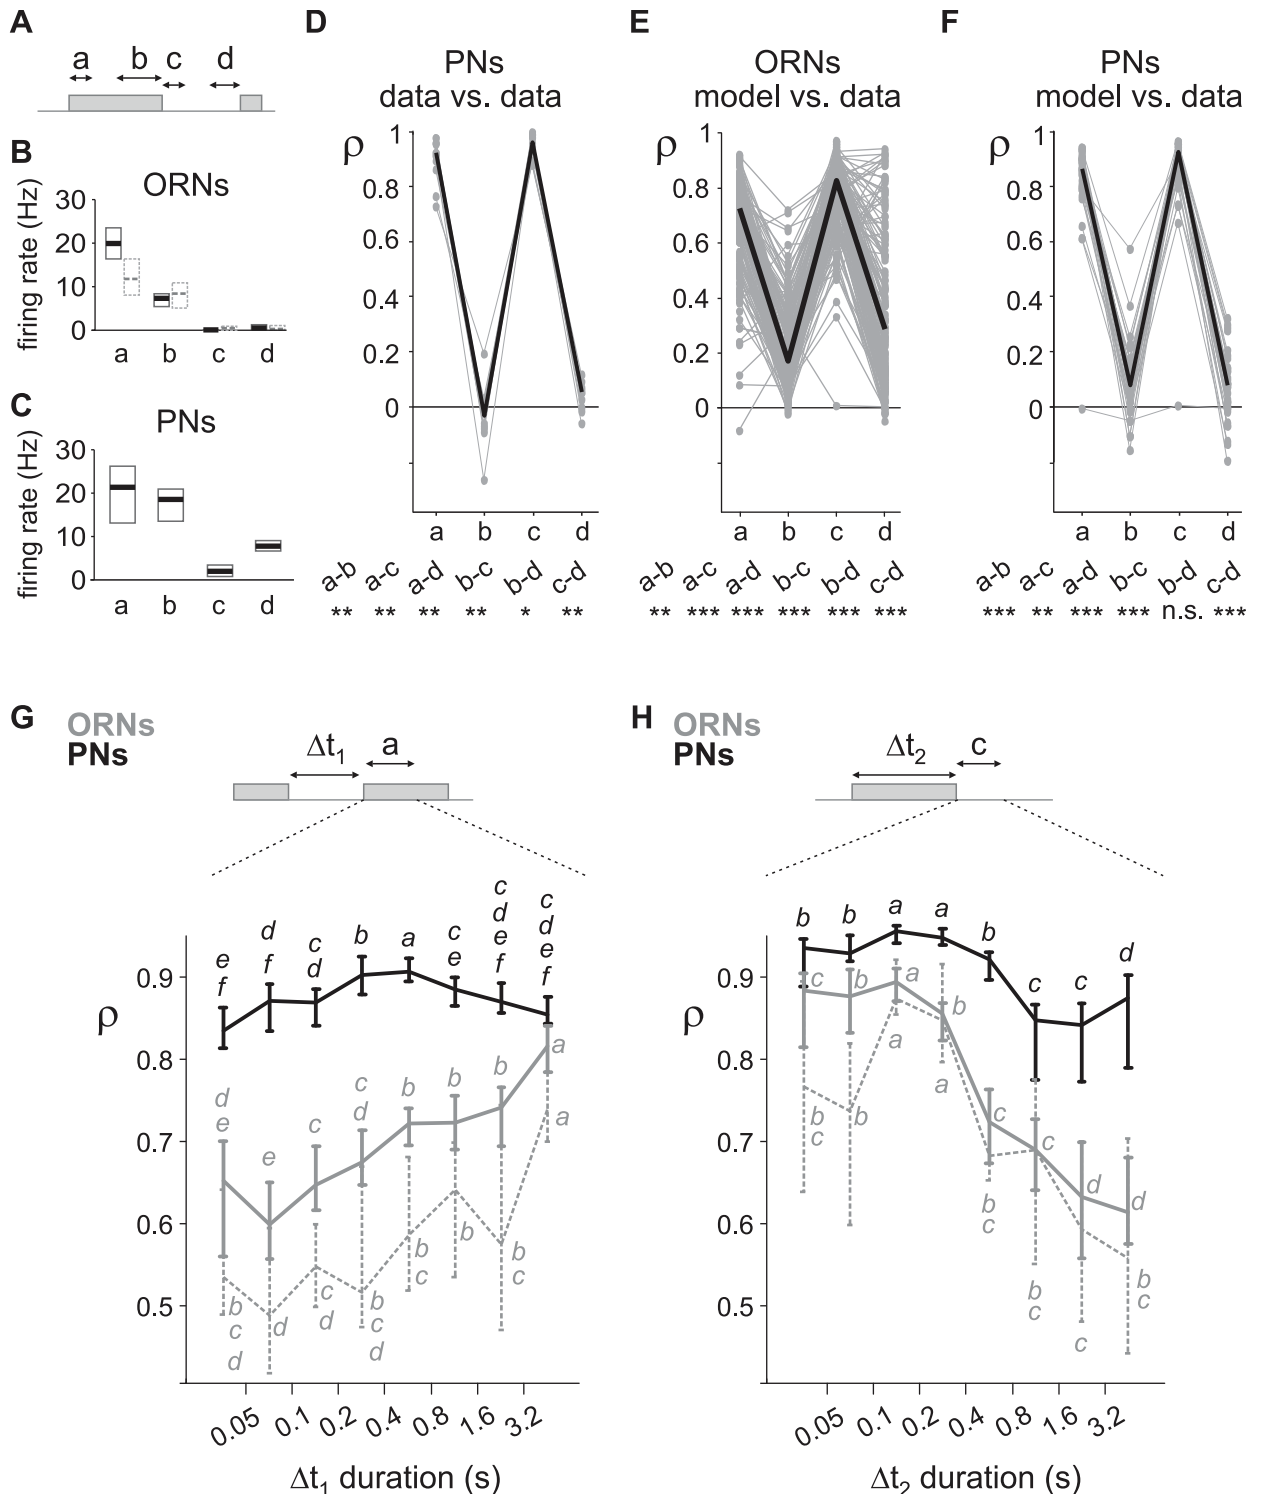 A
a b c d
B
ORNs
firing rate (Hz)
30
20
10
0
a b c d
C
PNs
firing rate (Hz)
30
20
10
0
a b c d
D
PNs
data vs. data
ρ
1
0.8
0.6
0.4
0.2
0
a b c d
a-b a-c a-d b-c b-d c-d
** ** ** ** * **
E
ORNs
model vs. data
ρ
1
0.8
0.6
0.4
0.2
0
a b c d
a-b a-c a-d b-c b-d c-d
** *** *** *** *** ***
F
PNs
model vs. data
ρ
1
0.8
0.6
0.4
0.2
0
a b c d
a-b a-c a-d b-c b-d c-d
*** ** *** *** n.s. ***
G
ORNs
PNs
Δt1 a
ρ
0.9
0.8
0.7
0.6
0.5
e f
d f
c d
b
a
c e
c d e f
c d e f
d e
e
c
c d
b
b
b
a
b c d
d
c d
b c d
b c
b
b c
a
0.05 0.1 0.2 0.4 0.8 1.6 3.2
Δt1 duration (s)
H
ORNs
PNs
Δt2 c
ρ
0.9
0.8
0.7
0.6
0.5
b
b
a
a
b
c
c
d
c
b
a
b
c
c
d
d
b c
b
a
a
b c
b c
c
b c
0.05 0.1 0.2 0.4 0.8 1.6 3.2
Δt2 duration (s)